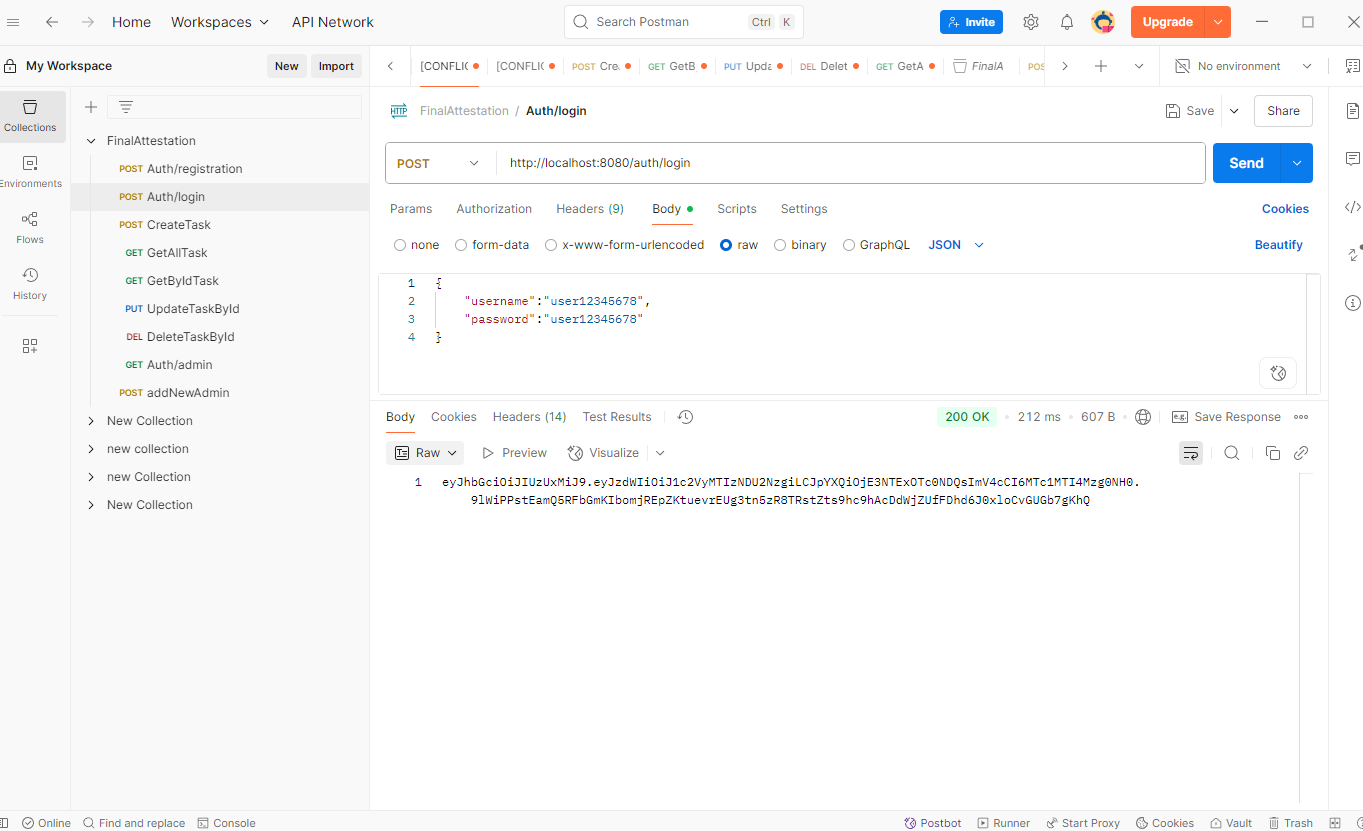 Home Workspaces API Network Search Postman Ctrl K Invite Upgrade
My Workspace New Import [CONFLIC [CONFLIC POST Cre. GET GetB PUT Upda DEL Delet GET GetA FinalA POS No environment
Collections
Environments
Flows
History
FinalAttestation
POST Auth/registration
POST Auth/login
POST CreateTask
GET GetAllTask
GET GetByIdTask
PUT UpdateTaskById
DEL DeleteTaskById
GET Auth/admin
POST addNewAdmin
New Collection
new collection
new Collection
New Collection
HTTP FinalAttestation / Auth/login Save Share
POST http://localhost:8080/auth/login Send
Params Authorization Headers (9) Body Scripts Settings Cookies
none form-data x-www-form-urlencoded raw binary GraphQL JSON Beautify
1 {
2 "username":"user12345678",
3 "password":"user12345678"
4 }
Body Cookies Headers (14) Test Results 200 OK 212 ms 607 B e.g. Save Response
Raw Preview Visualize
1 eyJhbGciOiJIUzUxMiJ9.eyJzdWIiOiJ1c2VyMTIzNDU2NzgiLCJpYXQiOjE3NTExOTc0NDQsImV4cCI6MTc1MTI4Mzg0NH0.
9lWiPPstEamQ5RFbGmKIbomjREpZKtuevrEUg3tn5zR8TRstZts9hc9hAcDdWjZUfFDhd6J0xloCvGUGb7gKhQ
Online Find and replace Console Postbot Runner Start Proxy Cookies Vault Trash